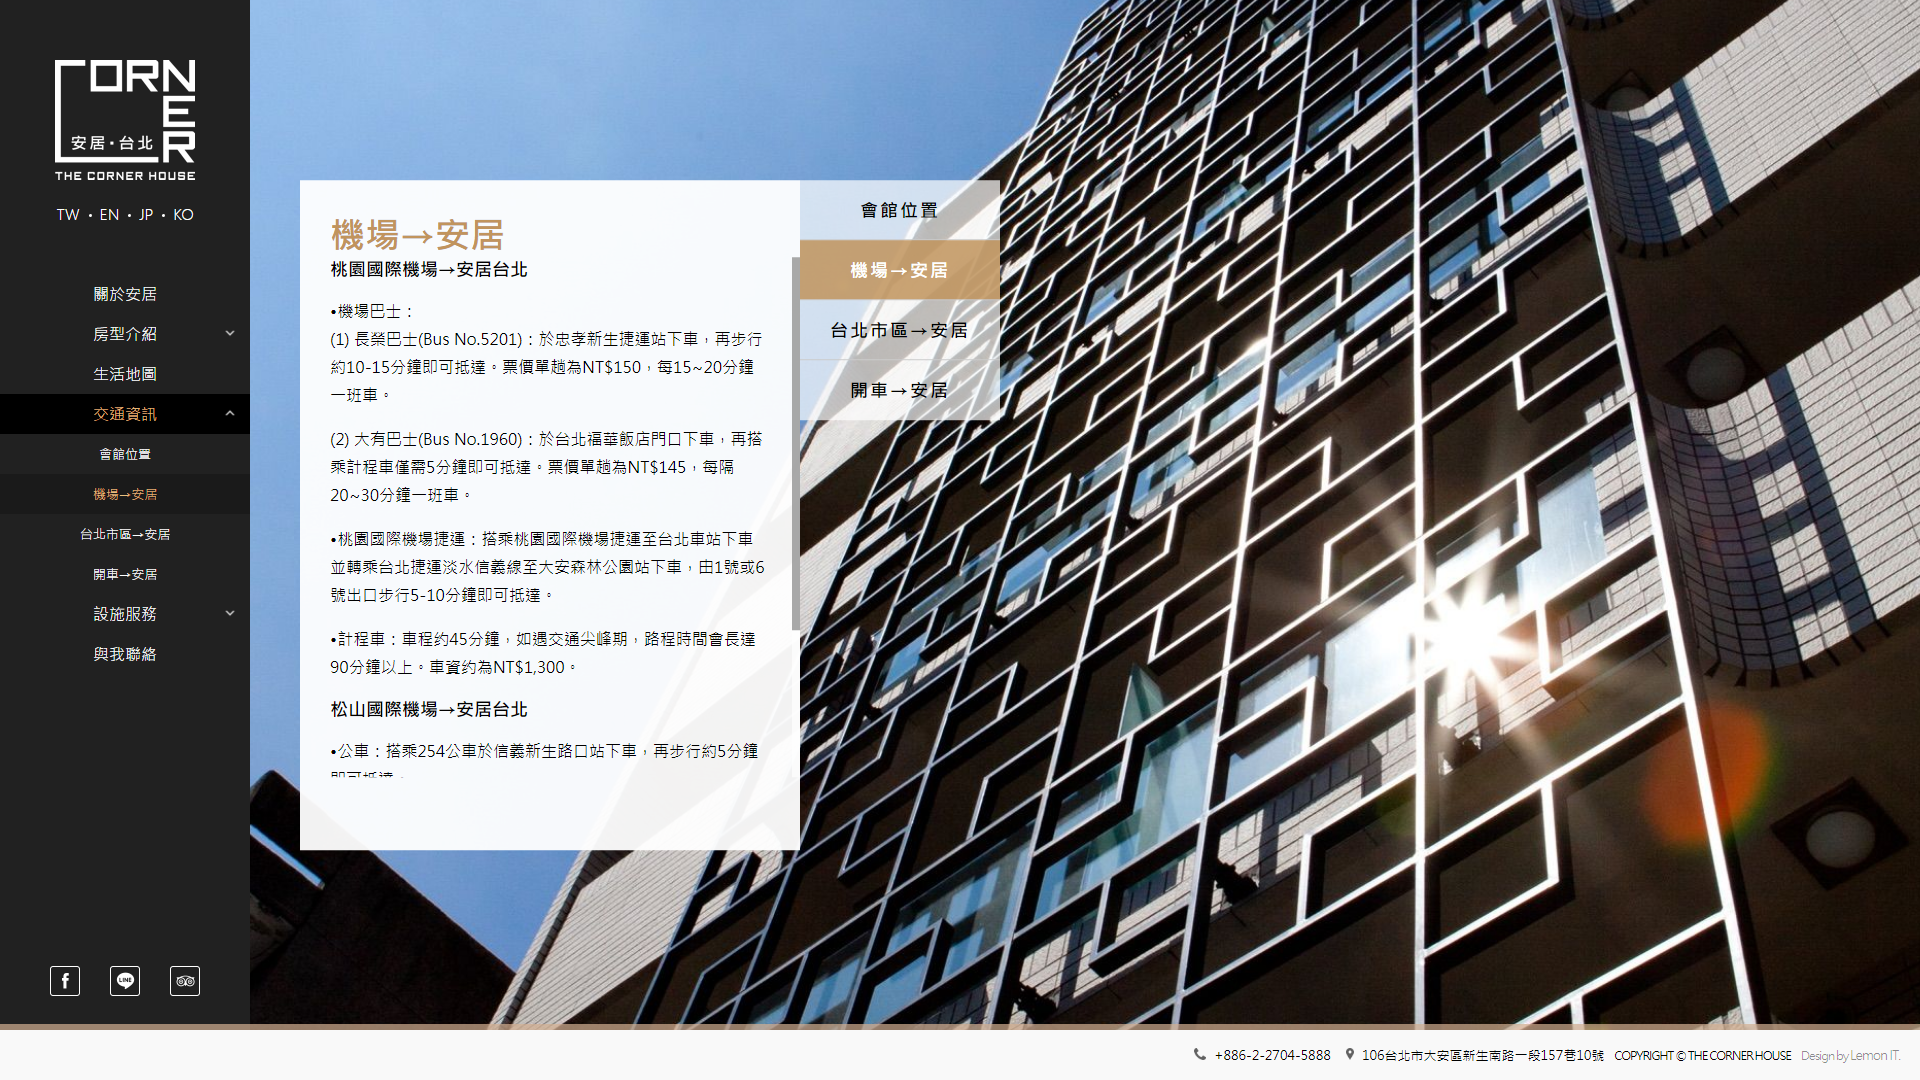 CORNER
安居·台北
THE CORNER HOUSE
TW • EN • JP • KO
關於安居
房型介紹
生活地圖
交通資訊
會館位置
機場→安居
台北市區→安居
開車→安居
設施服務
與我聯絡
機場→安居
桃園國際機場→安居台北
•機場巴士：
(1) 長榮巴士(Bus No.5201)：於忠孝新生捷運站下車，再步行
約10-15分鐘即可抵達。票價單趟為NT$150，每15~20分鐘
一班車。
(2) 大有巴士(Bus No.1960)：於台北福華飯店門口下車，再搭
乘計程車僅需5分鐘即可抵達。票價單趟為NT$145，每隔
20~30分鐘一班車。
•桃園國際機場捷運：搭乘桃園國際機場捷運至台北車站下車
並轉乘台北捷運淡水信義線至大安森林公園站下車，由1號或6
號出口步行5-10分鐘即可抵達。
•計程車：車程約45分鐘，如遇交通尖峰期，路程時間會長達
90分鐘以上。車資約為NT$1,300。
松山國際機場→安居台北
•公車：搭乘254公車於信義新生路口站下車，再步行約5分鐘
即可抵達。
會館位置
機場→安居
台北市區→安居
開車→安居
LINE
+886-2-2704-5888 106台北市大安區新生南路一段157巷10號 COPYRIGHT © THE CORNER HOUSE Design by Lemon IT.